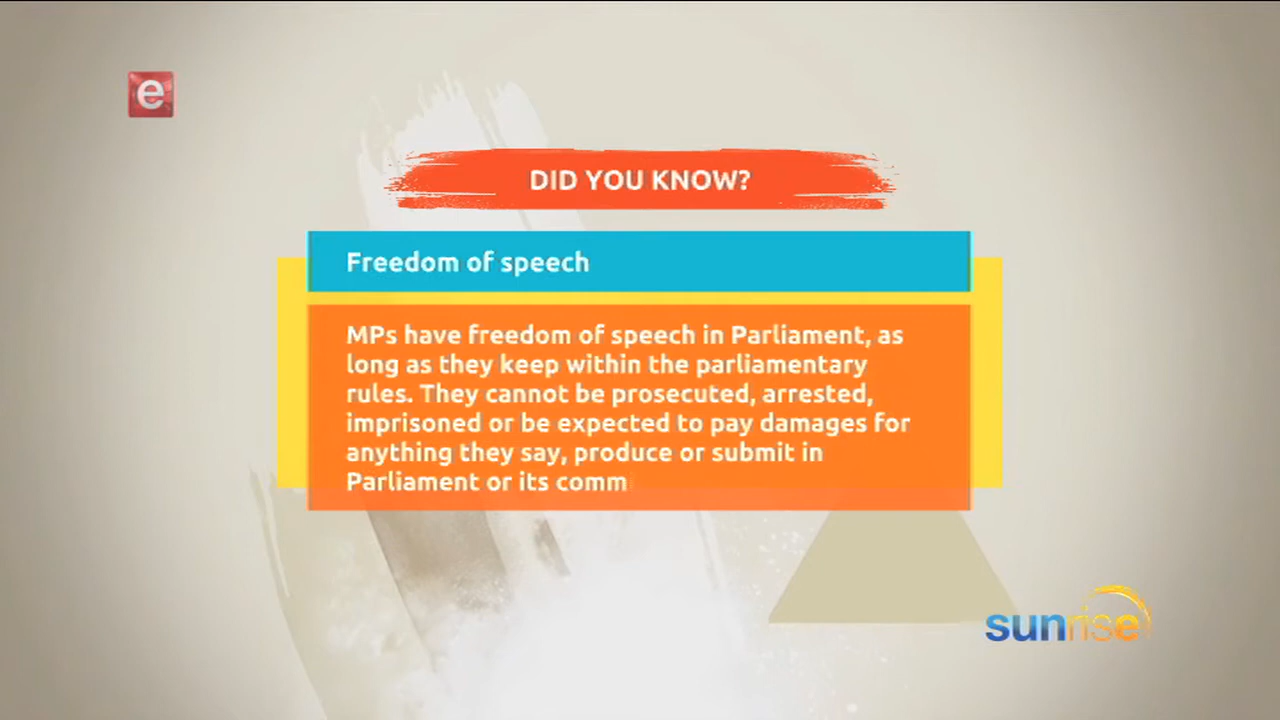 e
DID YOU KNOW?
Freedom of speech
MPs have freedom of speech in Parliament, as
long as they keep within the parliamentary
rules. They cannot be prosecuted, arrested,
imprisoned or be expected to pay damages for
anything they say, produce or submit in
Parliament or its comm
sunrise